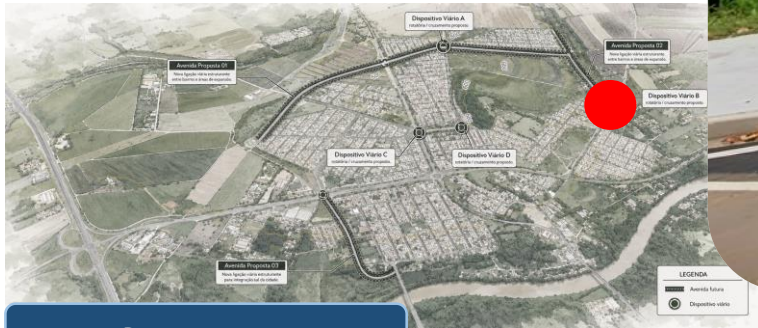 Dispositivo Viário A
rotatória / cruzamento proposto.
Avenida Proposta 02
Nova ligação viária estruturante
entre bairros e áreas de expansão.
Avenida Proposta 01
Nova ligação viária estruturante
entre bairros e áreas de expansão.
Dispositivo Viário B
rotatória / cruzamento proposto.
Dispositivo Viário C
rotatória / cruzamento proposto.
Dispositivo Viário D
rotatória / cruzamento proposto.
Avenida Proposta 03
Nova ligação viária estruturante
para integração sul da cidade.
LEGENDA
Avenida futura
Dispositivo viário